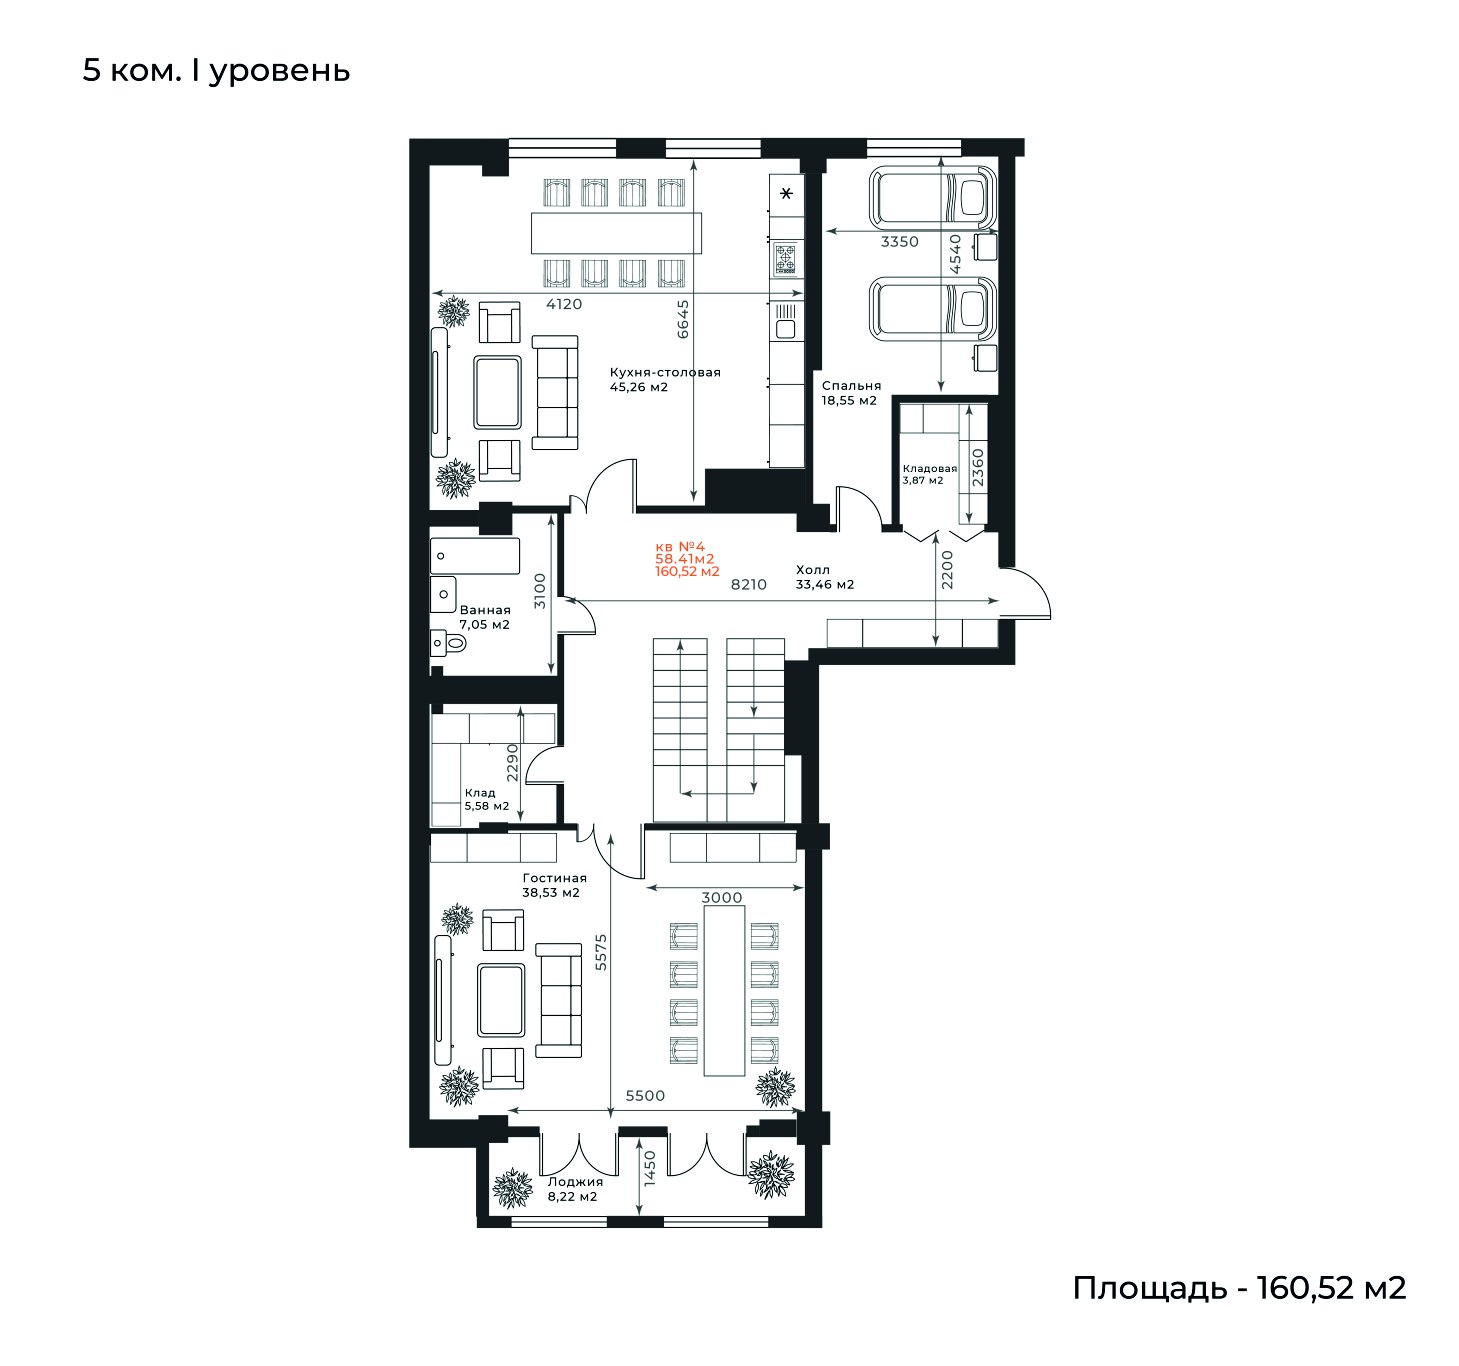 5 ком. I уровень
3350
4540
4120
6645
Кухня-столовая
45,26 м2
Спальня
18,55 м2
Кладовая
3,87 м2
2360
кв №4
58.41м2
160,52 м2
Холл
33,46 м2
8210
2200
3100
Ванная
7,05 м2
2290
Клад
5,58 м2
Гостиная
38,53 м2
3000
5575
5500
1450
Лоджия
8,22 м2
Площадь - 160,52 м2